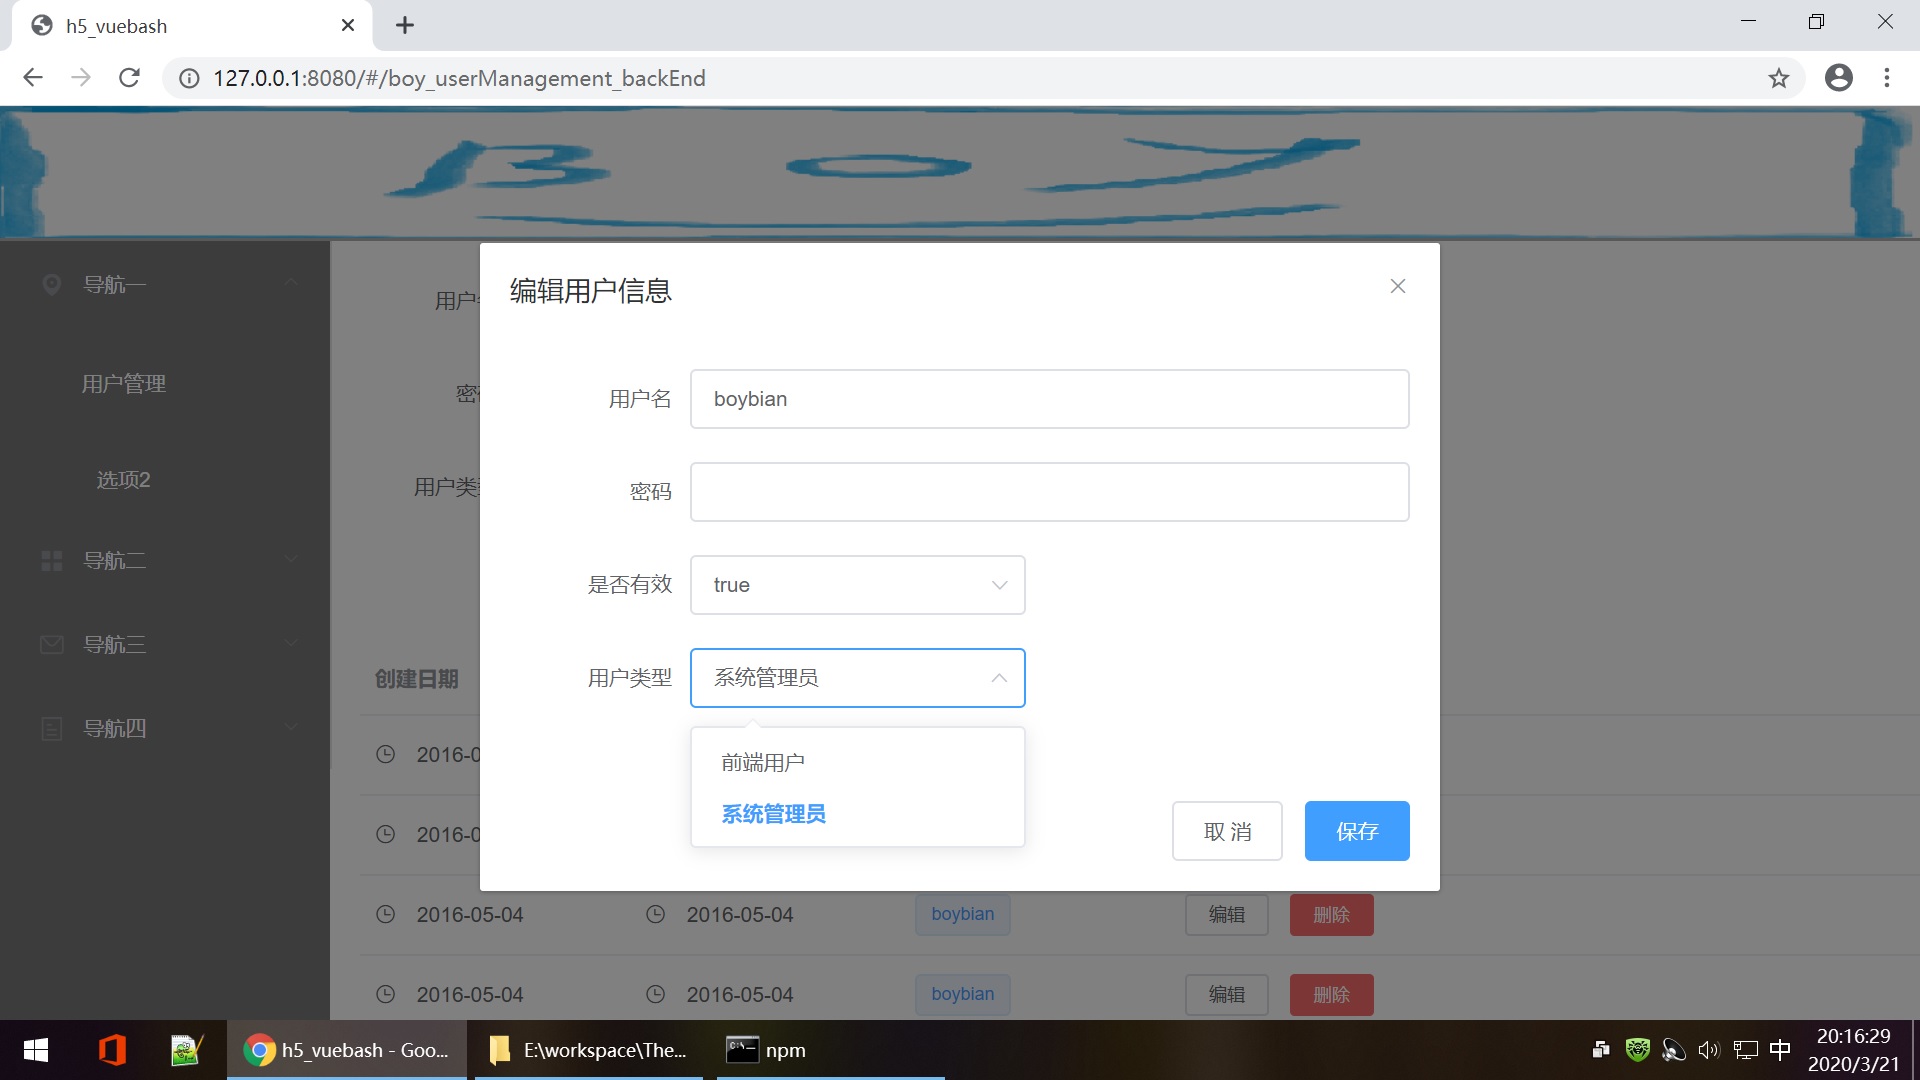 h5_vuebash
127.0.0.1:8080/#/boy_userManagement_backEnd
BOY
导航一
用户管理
选项2
导航二
导航三
导航四
用户
用户类
创建日期
编辑用户信息
用户名 boybian
密码
是否有效 true
用户类型 系统管理员
前端用户
系统管理员
取 消 保存
2016-0
2016-0
2016-05-04 2016-05-04 boybian 编辑 删除
2016-05-04 2016-05-04 boybian 编辑 删除
h5_vuebash - Goo... E:\workspace\The... npm 中 20:16:29
2020/3/21